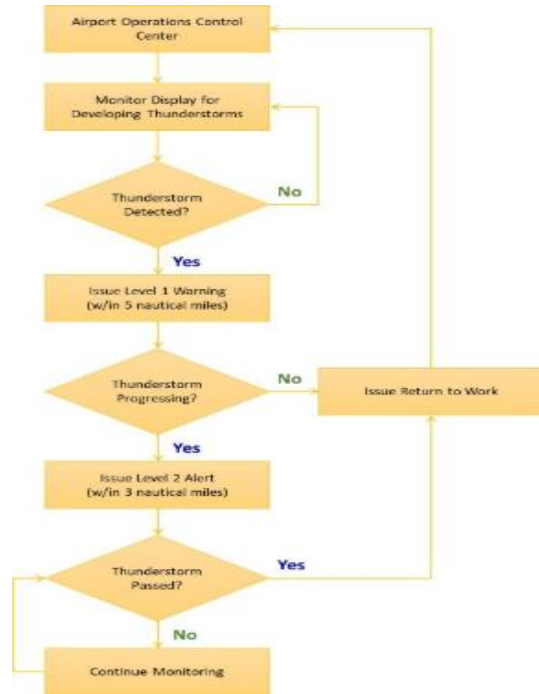 Airport Operations Control
Center
Monitor Display for
Developing Thunderstorms
Thunderstorm
Detected?
No
Yes
Issue Level 1 Warning
(w/in 5 nautical miles)
Thunderstorm
Progressing?
No
Issue Return to Work
Yes
Issue Level 2 Alert
(w/in 3 nautical miles)
Thunderstorm
Passed?
Yes
No
Continue Monitoring